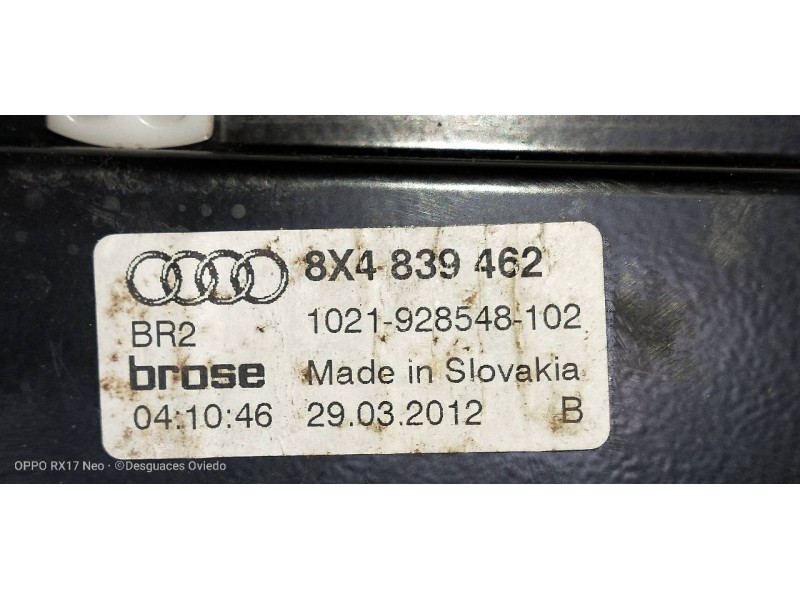 8X4 839 462
BR2 1021-928548-102
brose Made in Slovakia
04:10:46 29.03.2012 B
OPPO RX17 Neo · ©Desguaces Oviedo